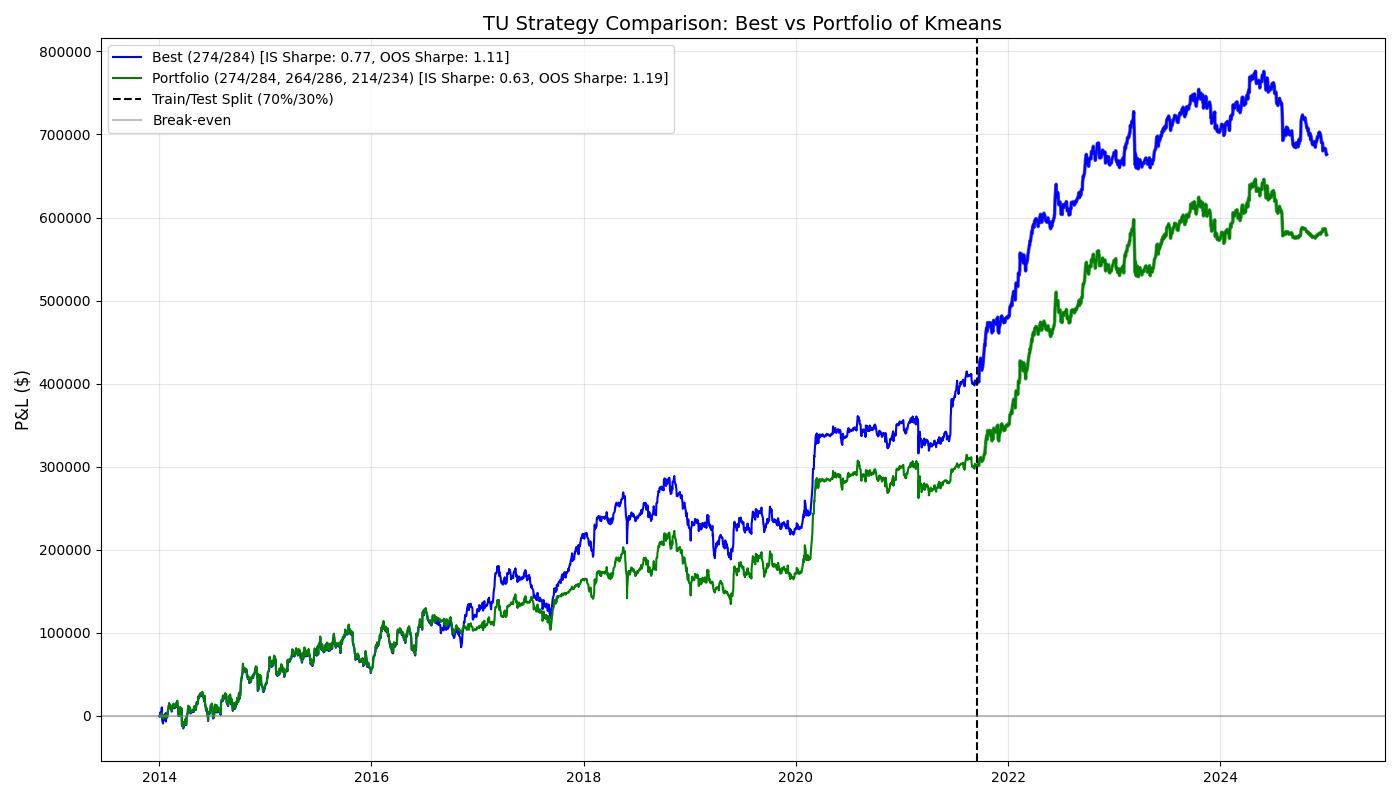 TU Strategy Comparison: Best vs Portfolio of Kmeans
Best (274/284) [IS Sharpe: 0.77, OOS Sharpe: 1.11]
Portfolio (274/284, 264/286, 214/234) [IS Sharpe: 0.63, OOS Sharpe: 1.19]
Train/Test Split (70%/30%)
Break-even
P&L ($)
800000
700000
600000
500000
400000
300000
200000
100000
0
2014
2016
2018
2020
2022
2024